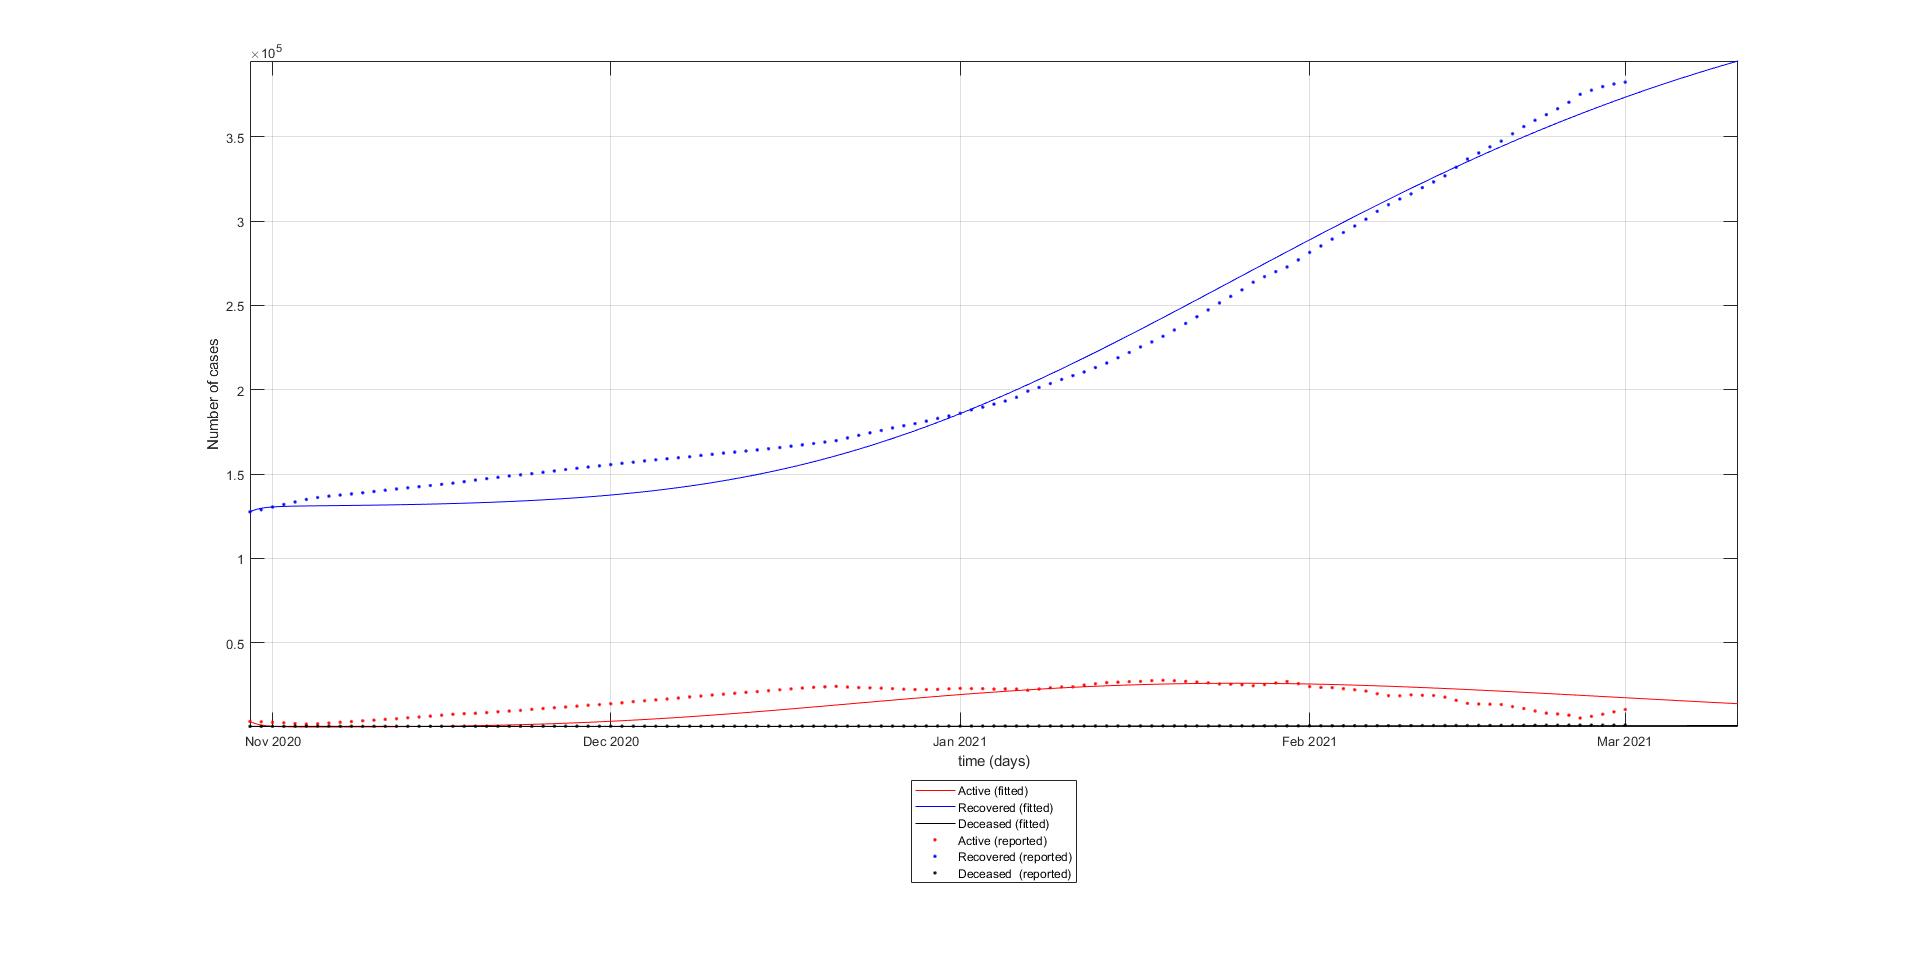 ×10^5
3.5
3
2.5
2
1.5
1
0.5
Number of cases
Nov 2020 Dec 2020 Jan 2021 Feb 2021 Mar 2021
time (days)
Active (fitted)
Recovered (fitted)
Deceased (fitted)
Active (reported)
Recovered (reported)
Deceased  (reported)